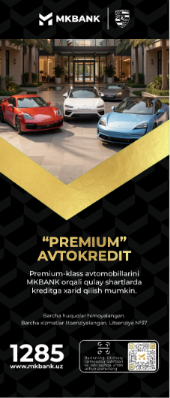 MKBANK
"PREMIUM"
AVTOKREDIT
Premium-klass avtomobillarini
MKBANK orqali qulay shartlarda
kreditga xarid qilish mumkin.
Barcha huquqlar himoyalangan.
Barcha xizmatlar litsenziyalangan. Litsenziya №37
1285
www.mkbank.uz